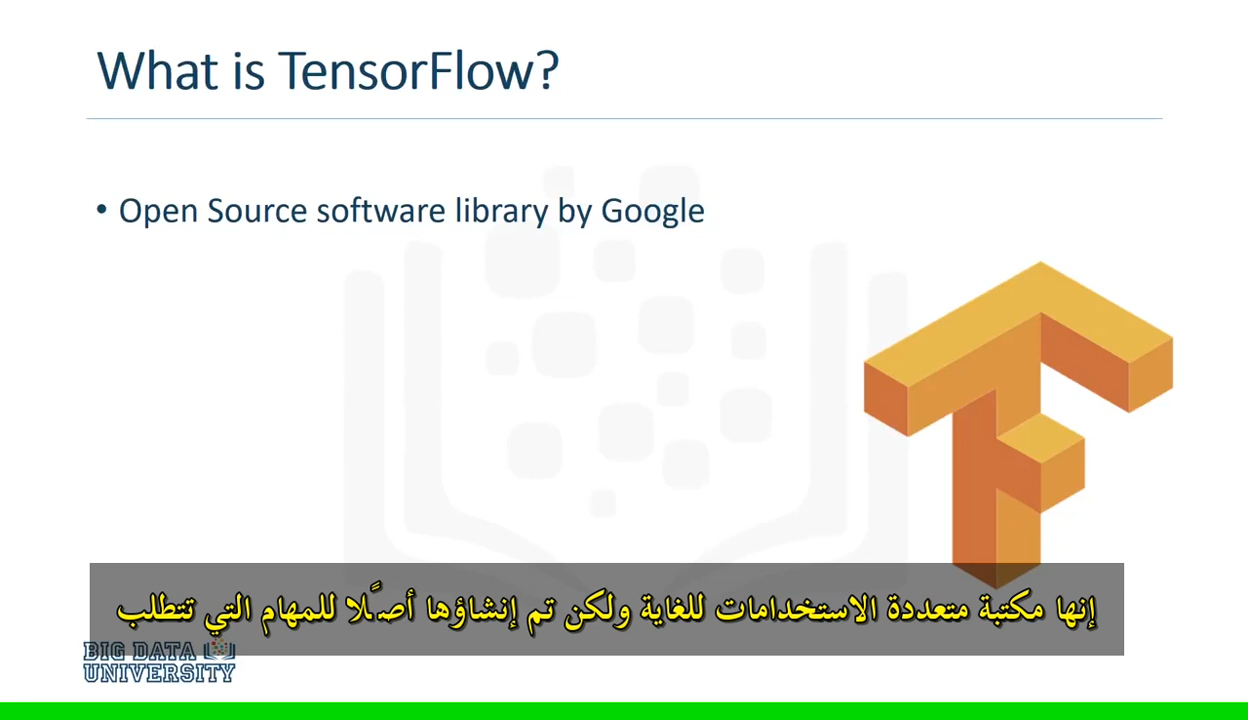 What is TensorFlow?
• Open Source software library by Google
إنها مكتبة متعددة الاستخدامات للغاية ولكن تم إنشاؤها أصلًا للمهام التي تتطلب
BIG DATA
UNIVERSITY